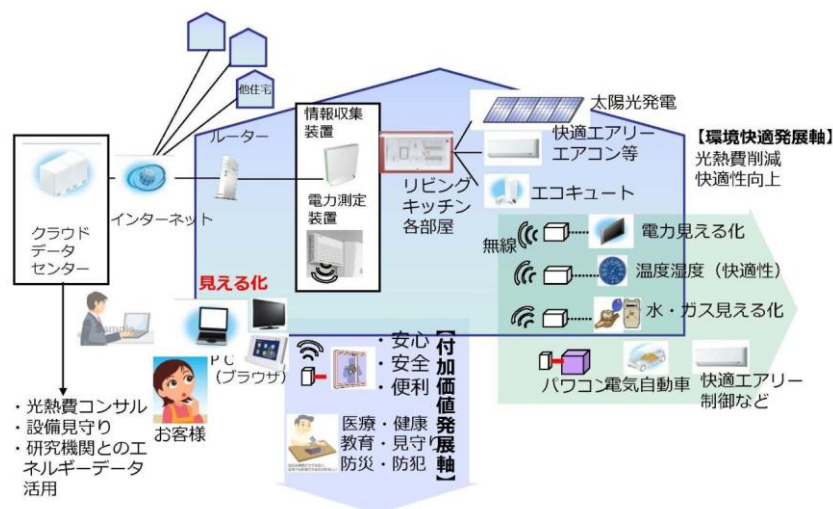 他住宅
ルーター
情報収集
装置
電力測定
装置
クラウド
データ
センター
インターネット
リビング
キッチン
各部屋
太陽光発電
快適エアリー
エアコン等
エコキュート
【環境快適発展軸】
光熱費削減
快適性向上
無線
電力見える化
温度湿度（快適性）
水・ガス見える化
パワコン
電気自動車
快適エアリー
制御など
見える化
Sample
PC
（ブラウザ）
お客様
・安心
・安全
・便利
医療・健康
教育・見守り
防災・防犯
【付加価値発展軸】
・光熱費コンサル
・設備見守り
・研究機関とのエ
ネルギーデータ
活用